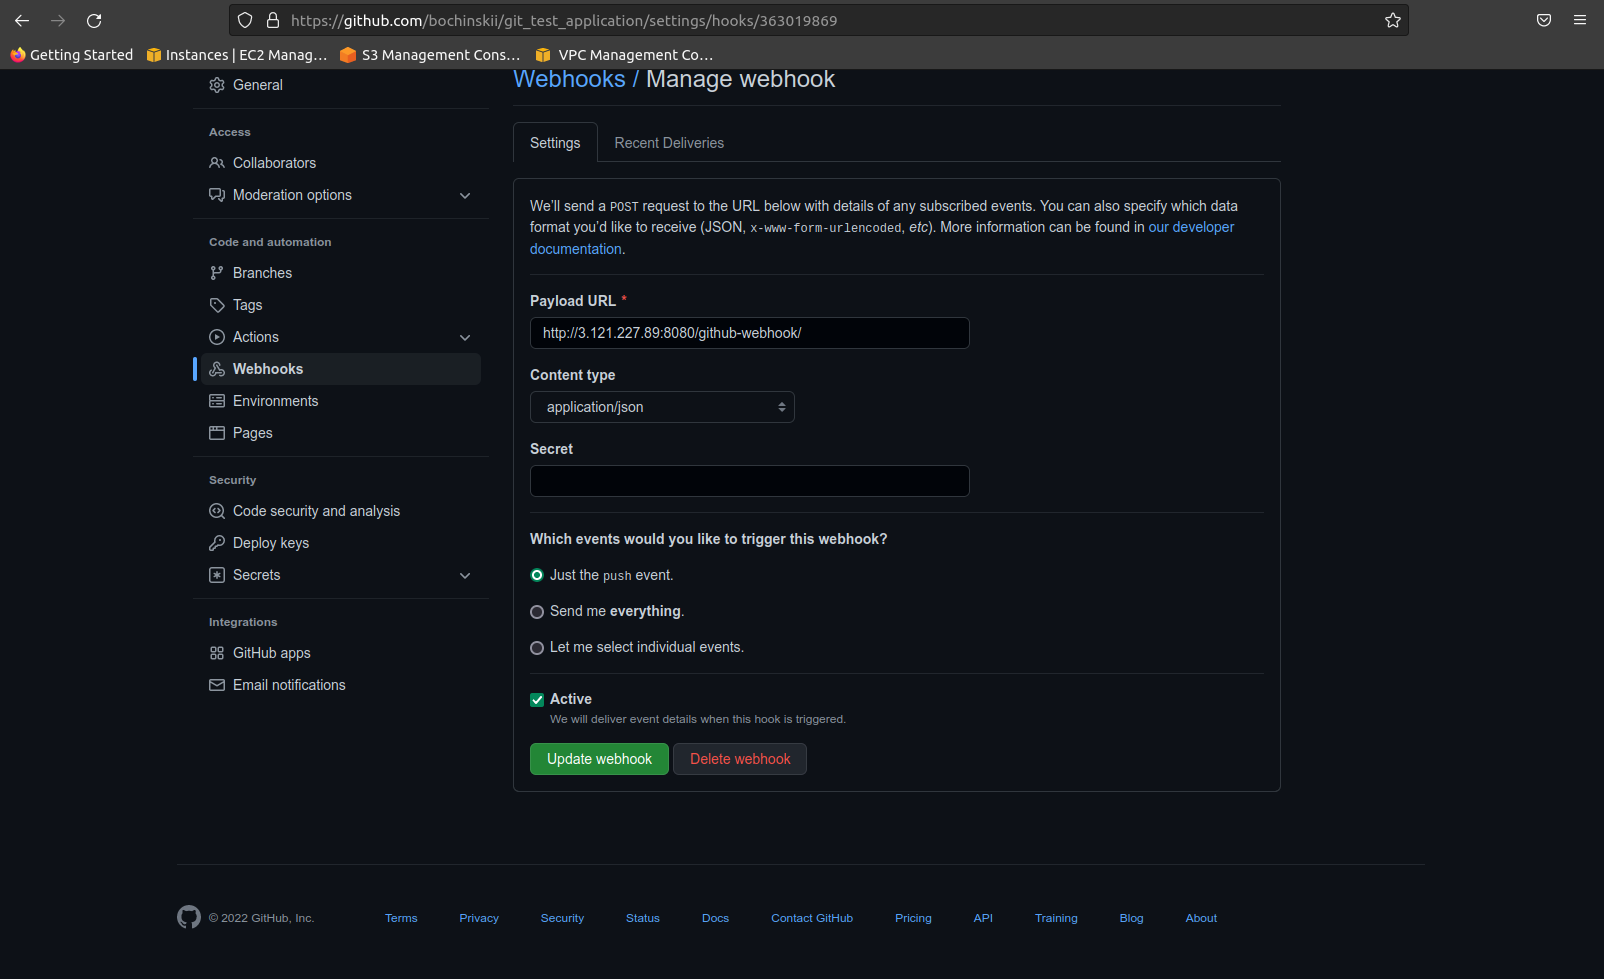 https://github.com/bochinskii/git_test_application/settings/hooks/363019869
Getting Started
Instances | EC2 Manag…
S3 Management Cons…
VPC Management Co…
General
Access
Collaborators
Moderation options
Code and automation
Branches
Tags
Actions
Webhooks
Environments
Pages
Security
Code security and analysis
Deploy keys
Secrets
Integrations
GitHub apps
Email notifications
Webhooks / Manage webhook
Settings
Recent Deliveries
We’ll send a POST request to the URL below with details of any subscribed events. You can also specify which data
format you’d like to receive (JSON, x-www-form-urlencoded, etc). More information can be found in our developer
documentation.
Payload URL *
http://3.121.227.89:8080/github-webhook/
Content type
application/json
Secret
Which events would you like to trigger this webhook?
Just the push event.
Send me everything.
Let me select individual events.
Active
We will deliver event details when this hook is triggered.
Update webhook
Delete webhook
© 2022 GitHub, Inc.
Terms
Privacy
Security
Status
Docs
Contact GitHub
Pricing
API
Training
Blog
About